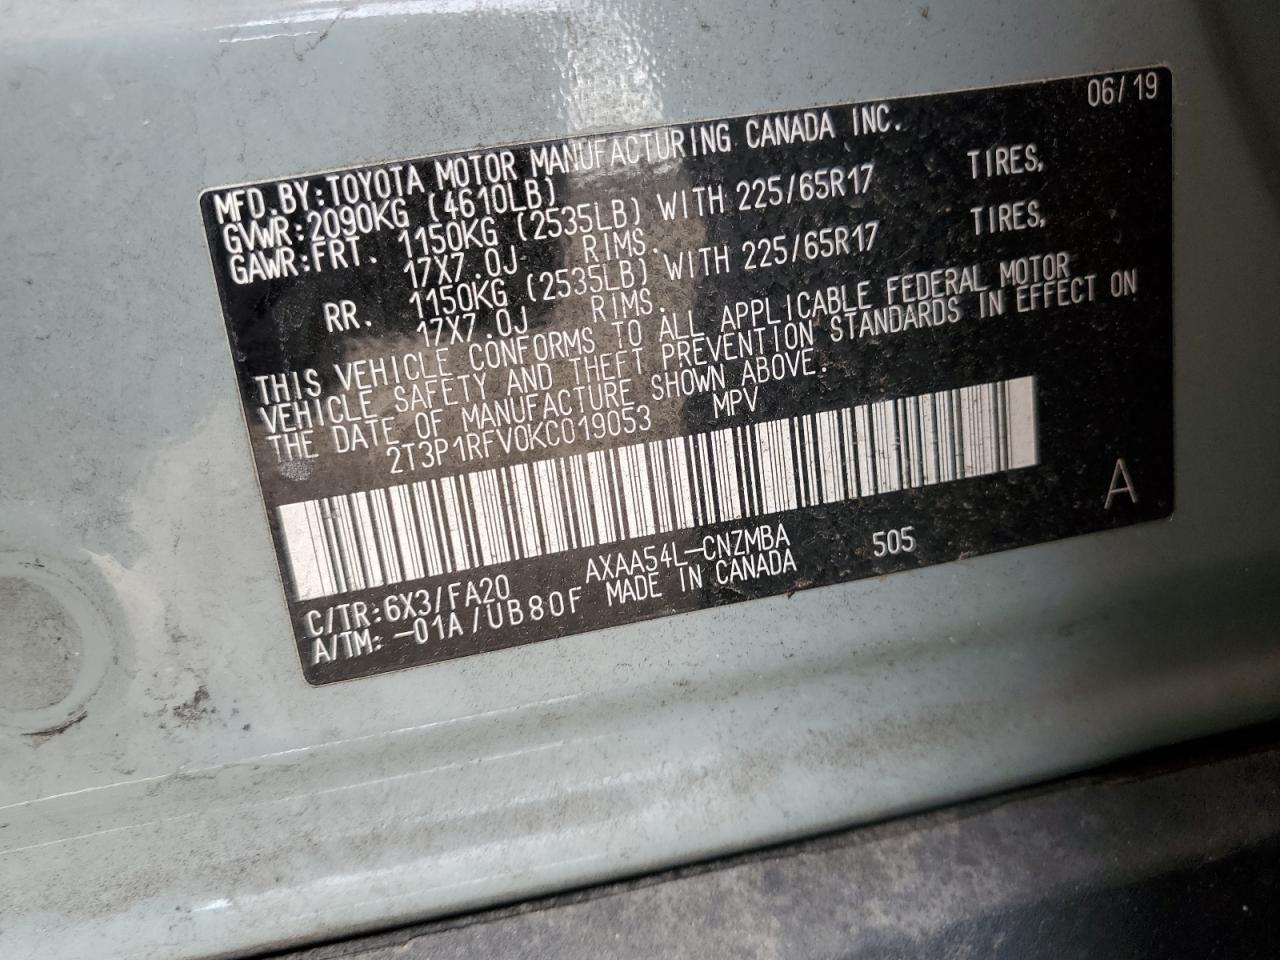 06/19
MFD.BY:TOYOTA MOTOR MANUFACTURING CANADA INC.
GVWR:2090KG (4610LB)
GAWR:FRT. 1150KG (2535LB) WITH 225/65R17 TIRES,
17X7.0J RIMS.
RR. 1150KG (2535LB) WITH 225/65R17 TIRES,
17X7.0J RIMS.
THIS VEHICLE CONFORMS TO ALL APPLICABLE FEDERAL MOTOR
VEHICLE SAFETY AND THEFT PREVENTION STANDARDS IN EFFECT ON
THE DATE OF MANUFACTURE SHOWN ABOVE.
2T3P1RFV0KC019053 MPV
A
C/TR:6X3/FA20 AXAA54L-CNZMBA 505
A/TM:-01A/UB80F MADE IN CANADA